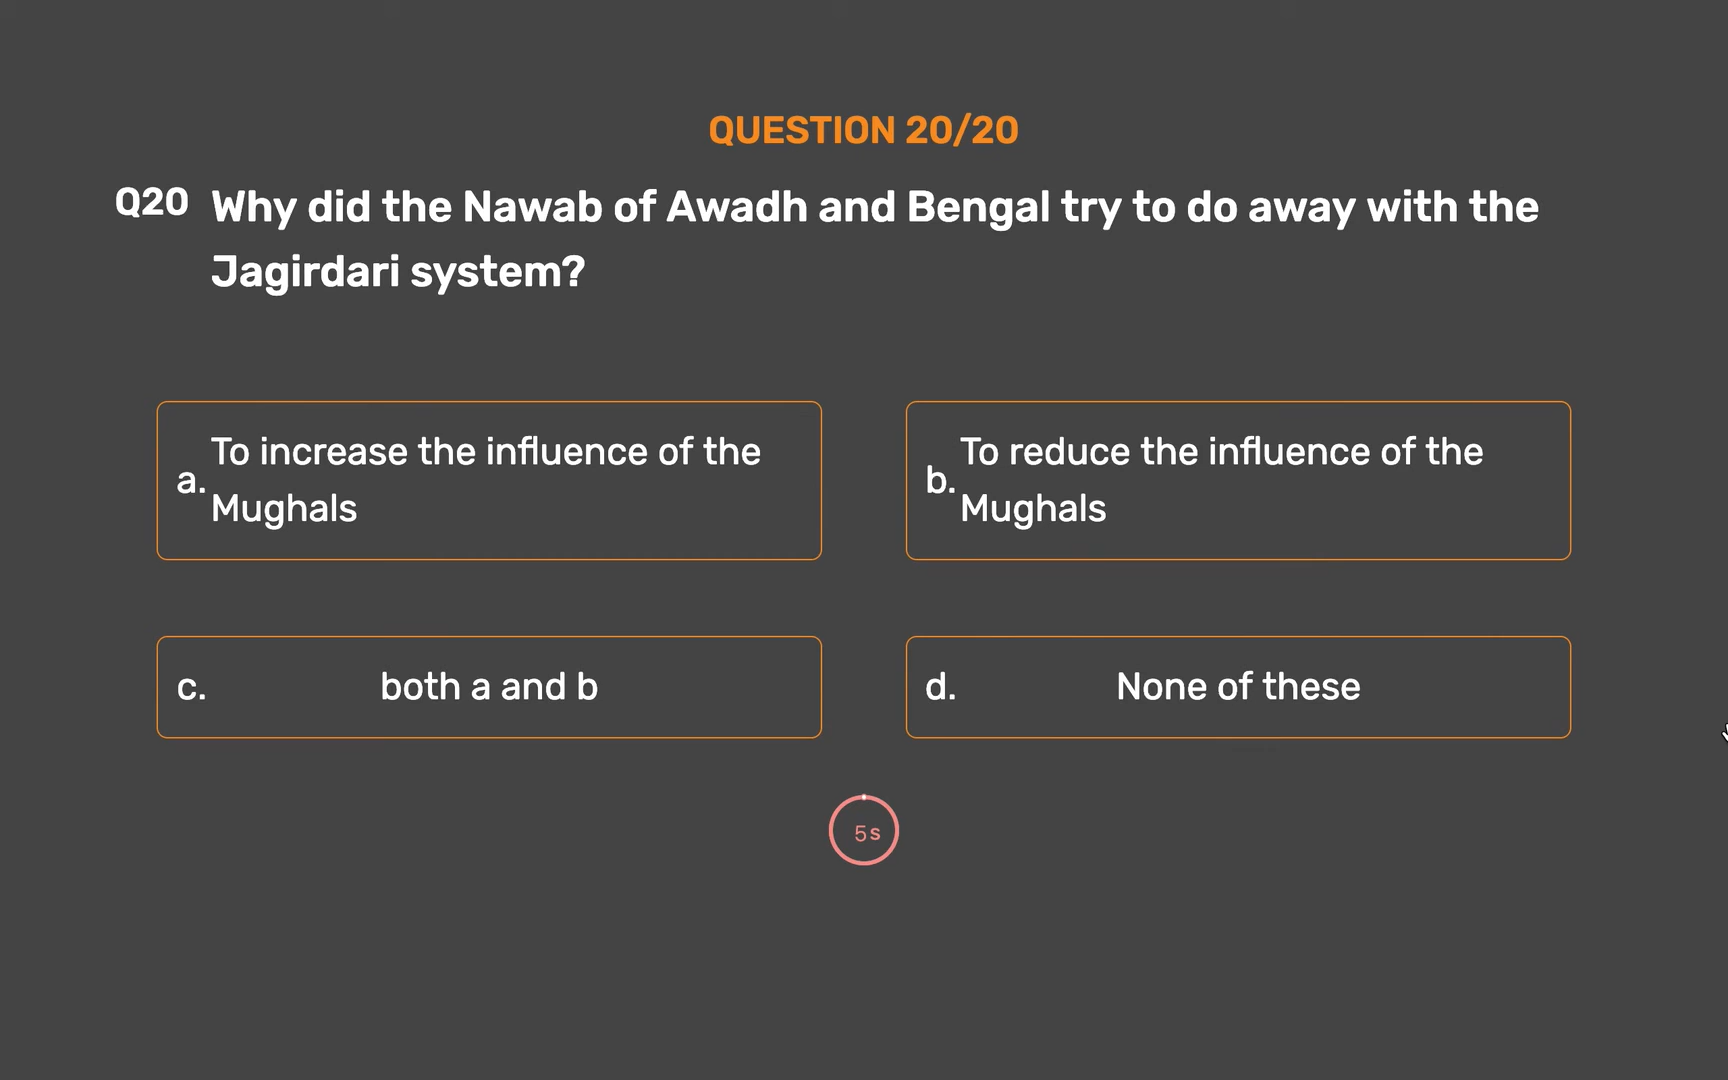 QUESTION 20/20
Q20 Why did the Nawab of Awadh and Bengal try to do away with the
Jagirdari system?
a. To increase the influence of the
Mughals
b. To reduce the influence of the
Mughals
c. both a and b
d. None of these
5s